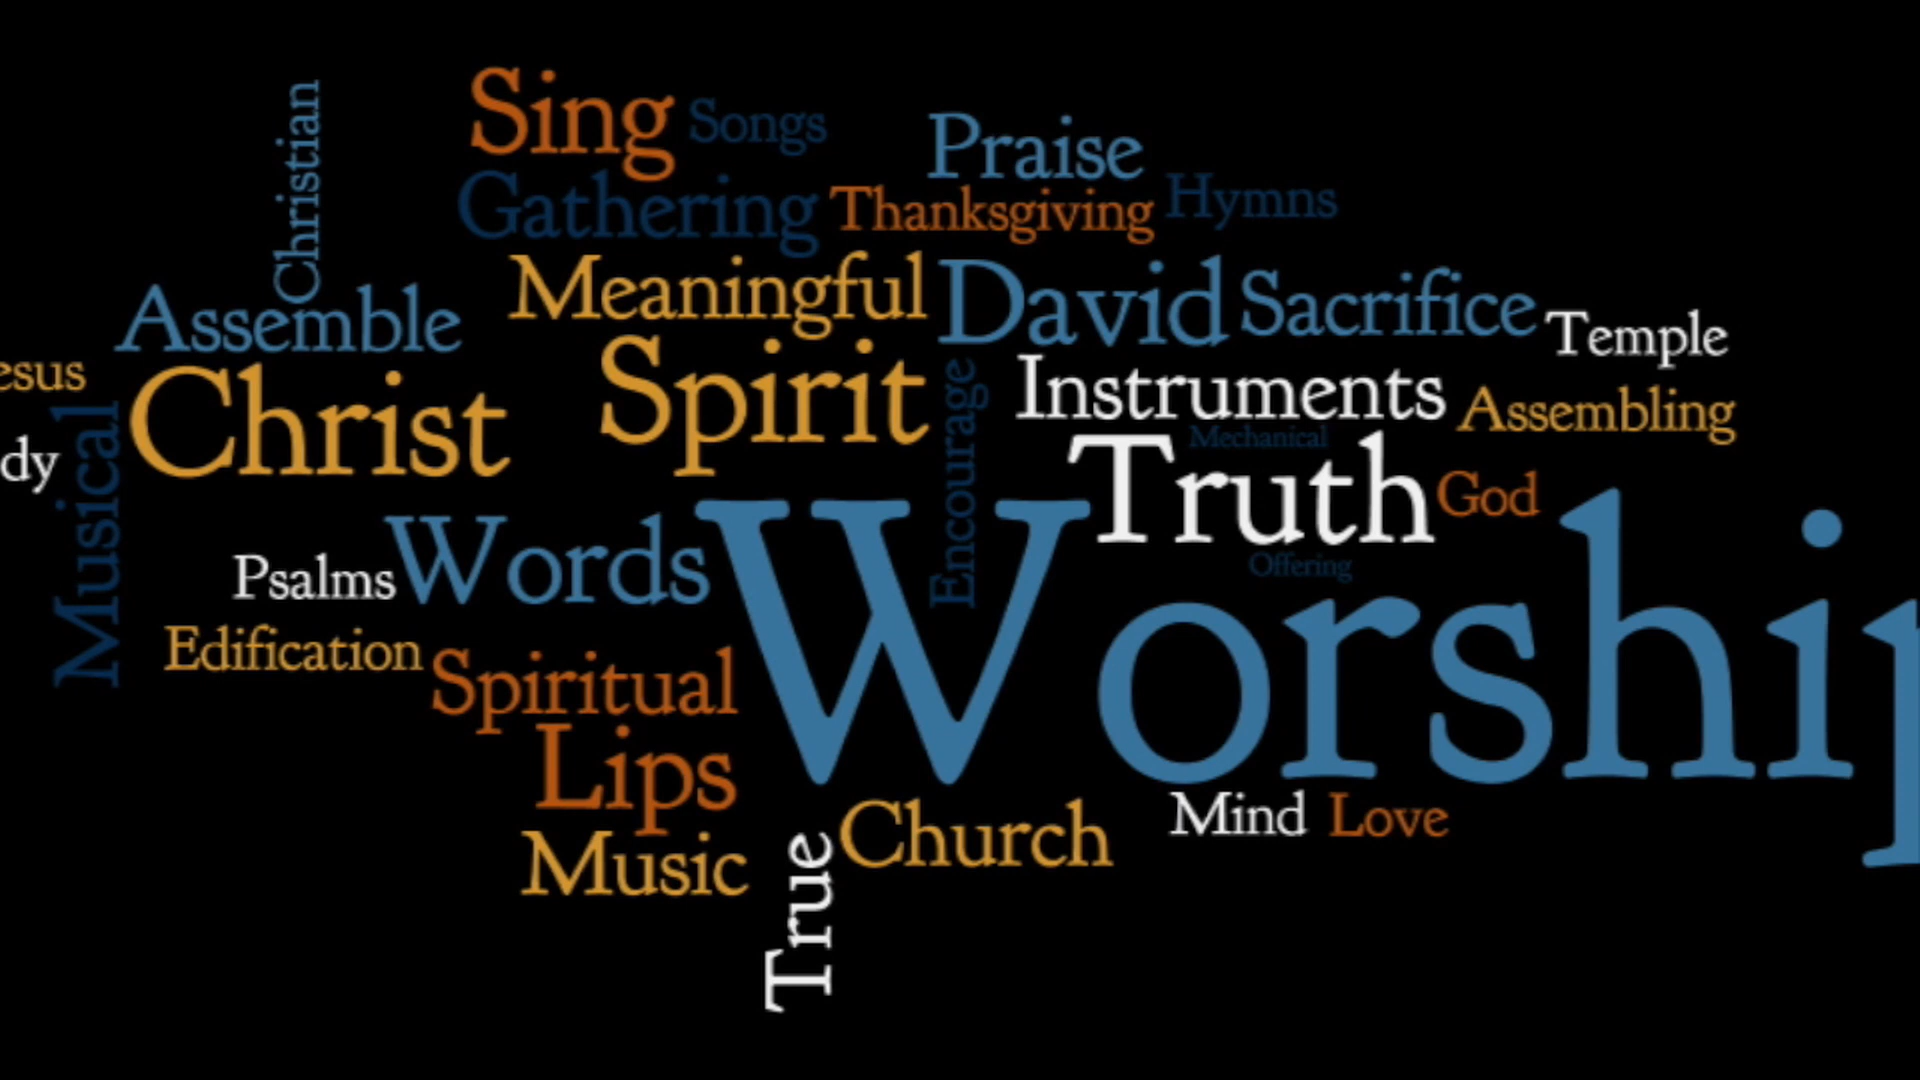 Christian
Sing
Songs
Praise
Gathering
Thanksgiving
Hymns
Meaningful
David
Sacrifice
Assemble
Temple
esus
Christ
Spirit
Encourage
Instruments
Assembling
Mechanical
Musical
dy
Truth
God
Words
Psalms
Offering
Worship
Edification
Spiritual
Lips
Mind
Love
Church
Music
True